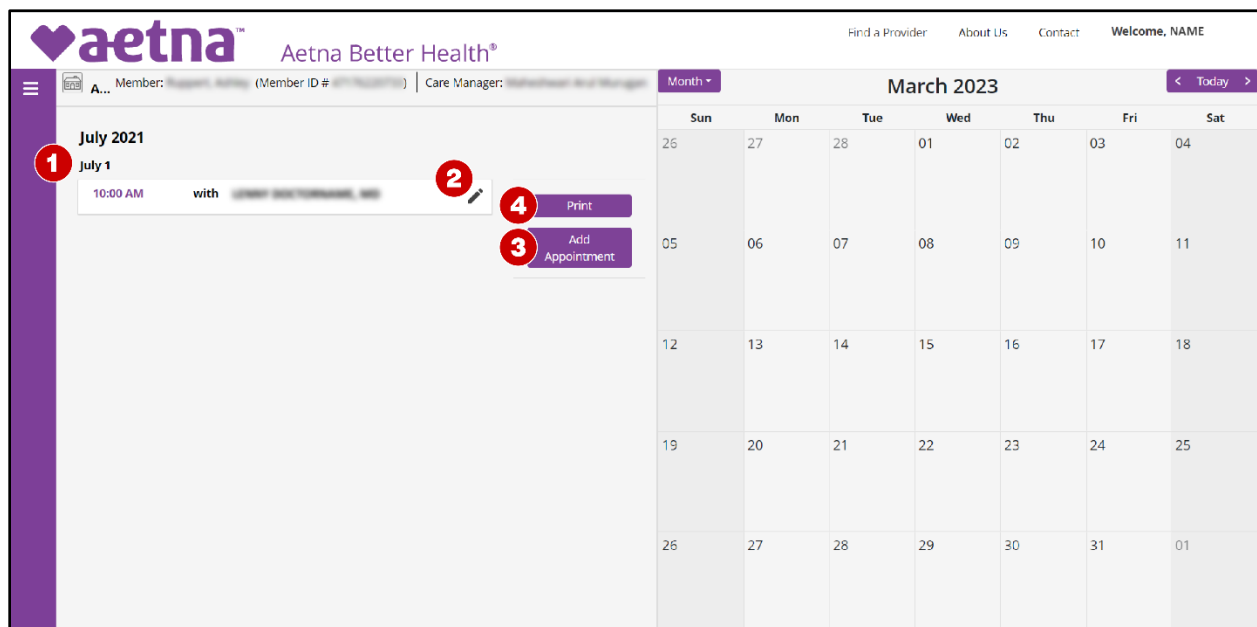 aetna™
Aetna Better Health®
Find a Provider About Us Contact Welcome, NAME
A... Member: (Member ID # ) Care Manager:
July 2021
1
July 1
2
10:00 AM with
4 Print
3 Add
Appointment
Month
March 2023
< Today >
Sun Mon Tue Wed Thu Fri Sat
26 27 28 01 02 03 04
05 06 07 08 09 10 11
12 13 14 15 16 17 18
19 20 21 22 23 24 25
26 27 28 29 30 31 01